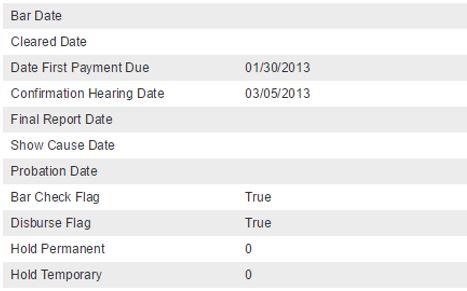 Bar Date
Cleared Date
Date First Payment Due 01/30/2013
Confirmation Hearing Date 03/05/2013
Final Report Date
Show Cause Date
Probation Date
Bar Check Flag True
Disburse Flag True
Hold Permanent 0
Hold Temporary 0